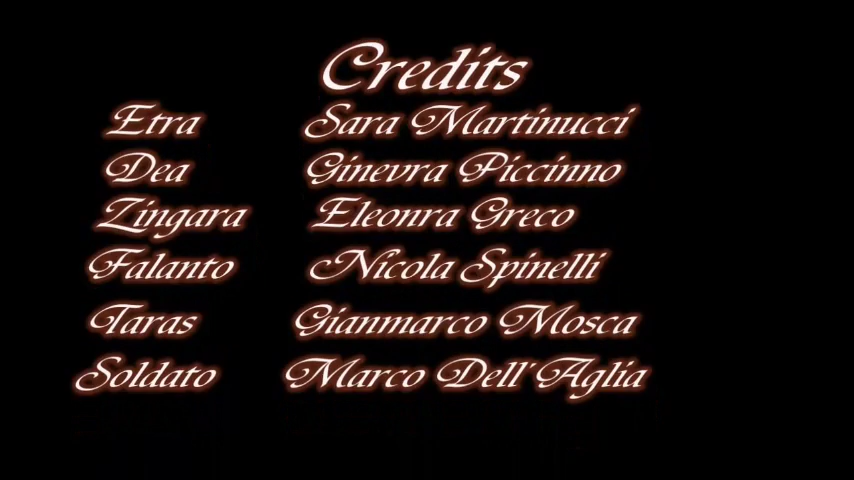 Credits
Etra Sara Martinucci
Dea Ginevra Piccinno
Zingara Eleonra Greco
Falanto Nicola Spinelli
Taras Gianmarco Mosca
Soldato Marco Dell'Aglia